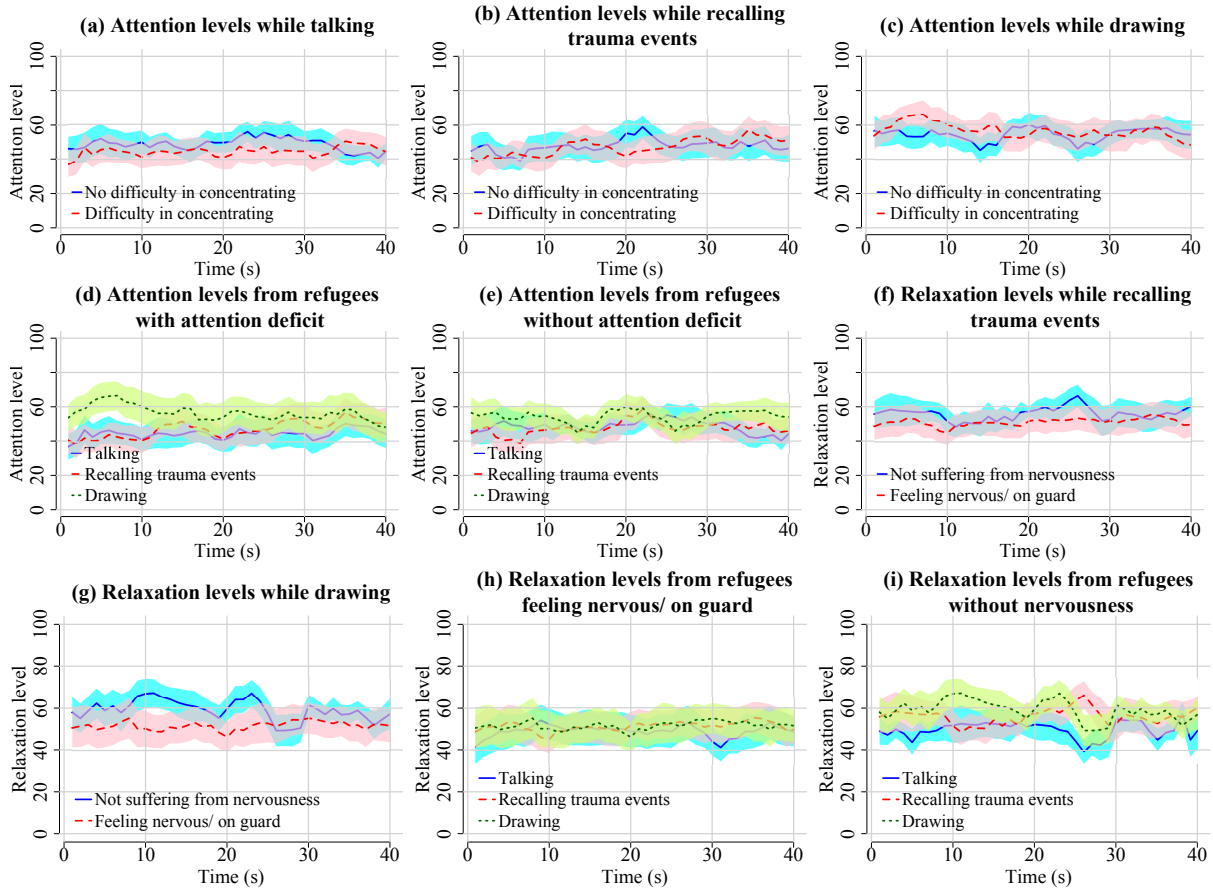 (a) Attention levels while talking
100
80
60
40
20
0
Attention level
No difficulty in concentrating
Difficulty in concentrating
0 10 20 30 40
Time (s)
(b) Attention levels while recalling
trauma events
100
80
60
40
20
0
Attention level
No difficulty in concentrating
Difficulty in concentrating
0 10 20 30 40
Time (s)
(c) Attention levels while drawing
100
60
40
20
0
Attention level
No difficulty in concentrating
Difficulty in concentrating
0 10 20 30 40
Time (s)
(d) Attention levels from refugees
with attention deficit
100
60
40
20
0
Attention level
Talking
Recalling trauma events
Drawing
0 10 20 30 40
Time (s)
(e) Attention levels from refugees
without attention deficit
100
60
40
20
0
Attention level
Talking
Recalling trauma events
Drawing
0 10 20 30 40
Time (s)
(f) Relaxation levels while recalling
trauma events
100
60
40
20
0
Relaxation level
Not suffering from nervousness
Feeling nervous/ on guard
0 10 20 30 40
Time (s)
(g) Relaxation levels while drawing
100
80
60
40
20
0
Relaxation level
Not suffering from nervousness
Feeling nervous/ on guard
0 10 20 30 40
Time (s)
(h) Relaxation levels from refugees
feeling nervous/ on guard
100
80
60
40
20
0
Relaxation level
Talking
Recalling trauma events
Drawing
0 10 20 30 40
Time (s)
(i) Relaxation levels from refugees
without nervousness
100
80
60
40
20
0
Relaxation level
Talking
Recalling trauma events
Drawing
0 10 20 30 40
Time (s)